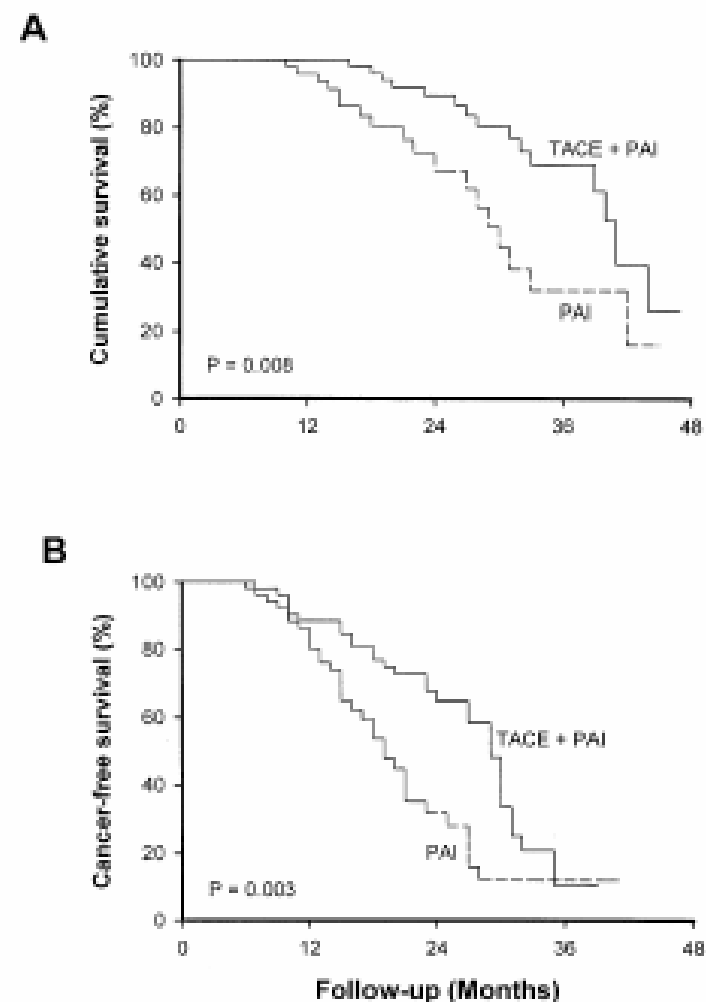 A
Cumulative survival (%)
100
80
60
40
20
0
TACE + PAI
PAI
P = 0.008
0 12 24 36 48
B
Cancer-free survival (%)
100
80
60
40
20
0
TACE + PAI
PAI
P = 0.003
0 12 24 36 48
Follow-up (Months)